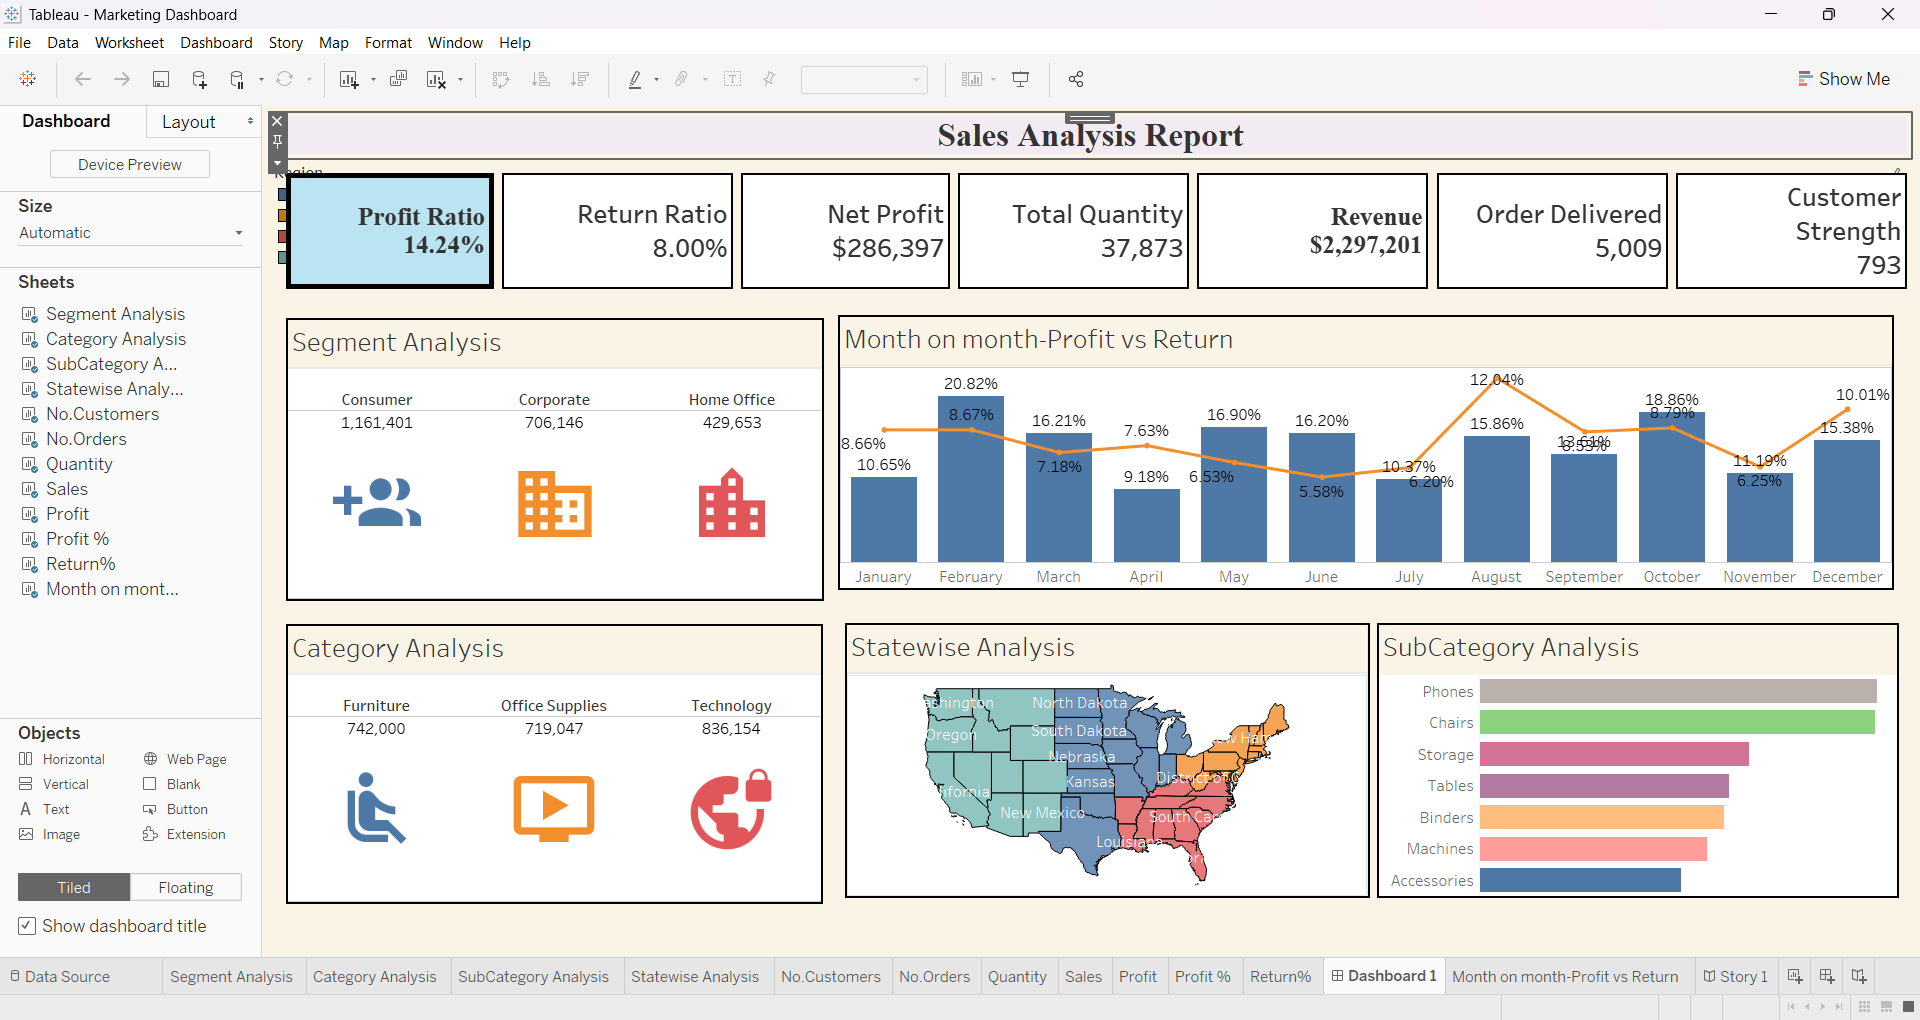 Tableau - Marketing Dashboard
File Data Worksheet Dashboard Story Map Format Window Help
Show Me
Dashboard Layout
Device Preview
Size
Automatic
Sheets
Segment Analysis
Category Analysis
SubCategory A...
Statewise Analy...
No.Customers
No.Orders
Quantity
Sales
Profit
Profit %
Return%
Month on mont...
Objects
Horizontal Web Page
Vertical Blank
Text Button
Image Extension
Tiled Floating
Show dashboard title
Sales Analysis Report
Profit Ratio
14.24%
Return Ratio
8.00%
Net Profit
$286,397
Total Quantity
37,873
Revenue
$2,297,201
Order Delivered
5,009
Customer
Strength
793
Segment Analysis
Consumer Corporate Home Office
1,161,401 706,146 429,653
Month on month-Profit vs Return
20.82% 12.04%
8.67% 16.21% 7.63% 16.90% 16.20% 15.86% 18.86% 8.79% 10.01%
8.66% 15.38%
10.65% 7.18% 9.18% 6.53% 5.58% 10.37% 6.20% 13.61% 8.53% 11.19% 6.25%
January February March April May June July August September October November December
Category Analysis
Furniture Office Supplies Technology
742,000 719,047 836,154
Statewise Analysis
ashington North Dakota
Oregon South Dakota
Nebraska
Kansas District of
ifornia
New Mexico South Car
Louisiana
SubCategory Analysis
Phones
Chairs
Storage
Tables
Binders
Machines
Accessories
Data Source Segment Analysis Category Analysis SubCategory Analysis Statewise Analysis No.Customers No.Orders Quantity Sales Profit Profit % Return% Dashboard 1 Month on month-Profit vs Return Story 1